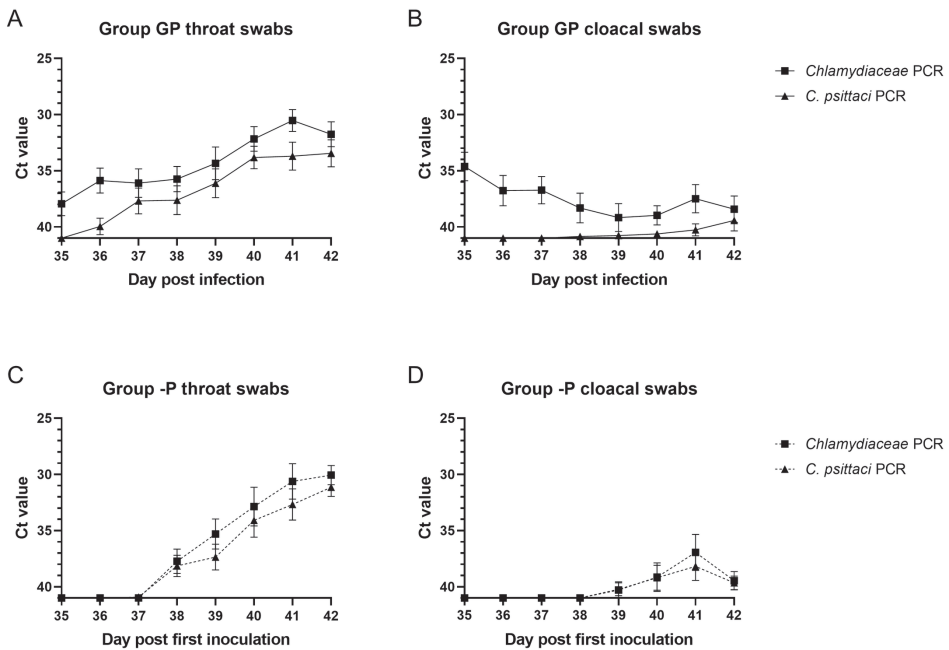 A
Group GP throat swabs
Ct value
25
30
35
40
35 36 37 38 39 40 41 42
Day post infection
B
Group GP cloacal swabs
Ct value
25
30
35
40
35 36 37 38 39 40 41 42
Day post infection
Chlamydiaceae PCR
C. psittaci PCR
C
Group -P throat swabs
Ct value
25
30
35
40
35 36 37 38 39 40 41 42
Day post first inoculation
D
Group -P cloacal swabs
Ct value
25
30
35
40
35 36 37 38 39 40 41 42
Day post first inoculation
Chlamydiaceae PCR
C. psittaci PCR